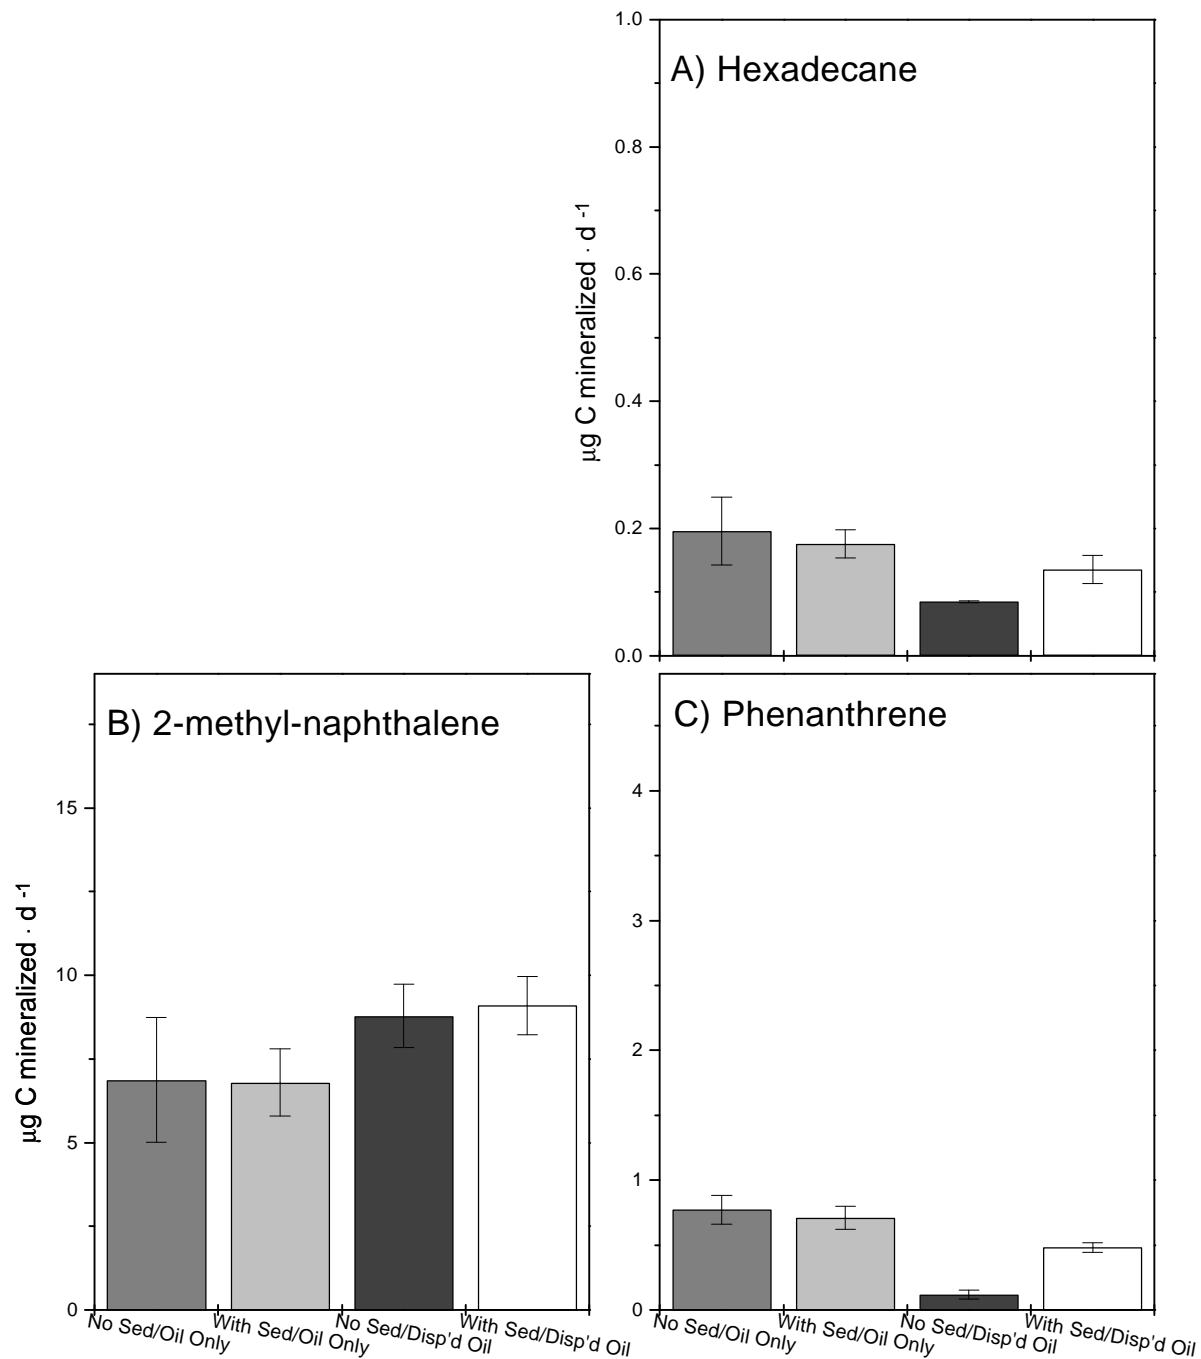 A) Hexadecane
1.0
0.8
0.6
0.4
0.2
0.0
µg C mineralized · d -1
B) 2-methyl-naphthalene
15
10
5
0
µg C mineralized · d -1
No Sed/Oil Only
With Sed/Oil Only
No Sed/Disp'd Oil
With Sed/Disp'd Oil
C) Phenanthrene
4
3
2
1
0
No Sed/Oil Only
With Sed/Oil Only
No Sed/Disp'd Oil
With Sed/Disp'd Oil